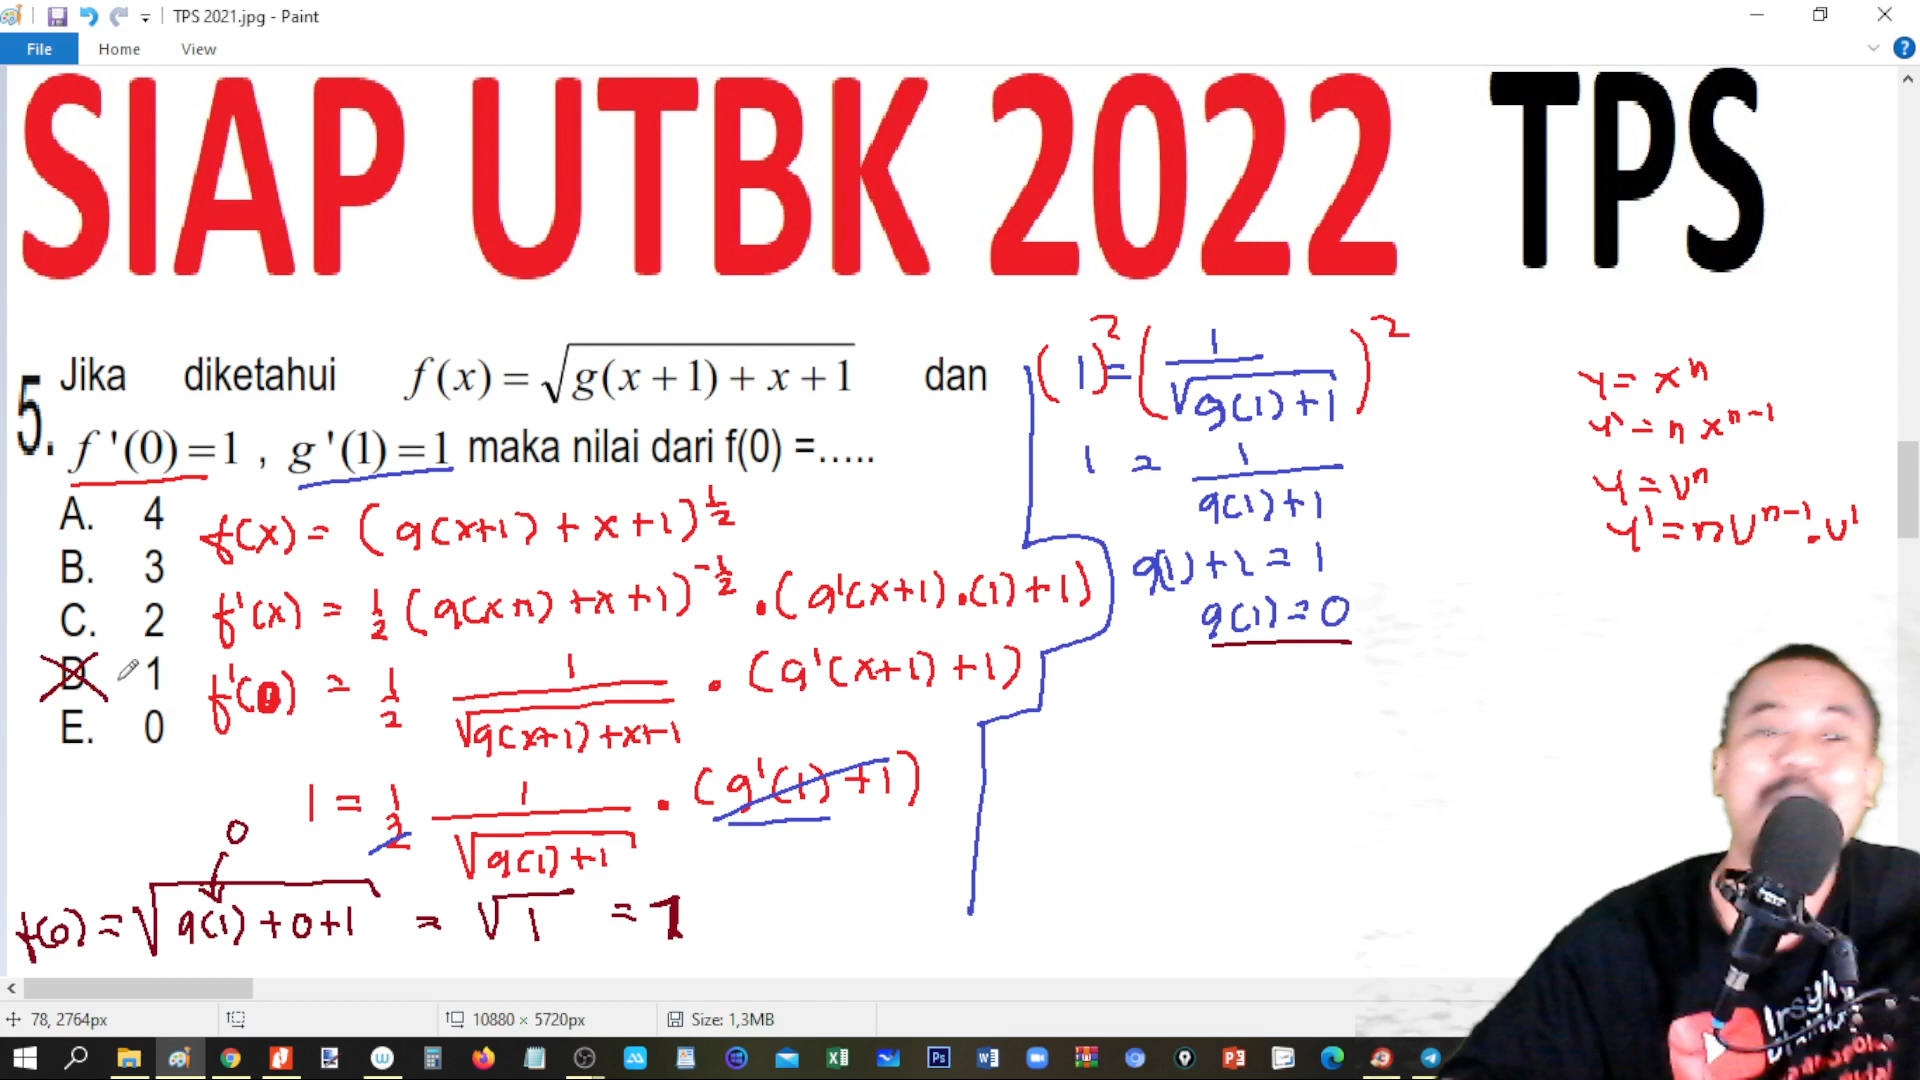 TPS 2021.jpg - Paint
File Home View
SIAP UTBK 2022 TPS
5. Jika diketahui f(x) = √g(x+1)+x+1 dan
f'(0)=1 , g'(1)=1 maka nilai dari f(0) =.....
A. 4
B. 3
C. 2
D 1
E. 0
f(x) = (g(x+1) + x+1)^½
f'(x) = ½ (g(x+1) +x+1)^-½ . (g'(x+1).(1)+1)
f'(0) = ½ 1/√g(x+1)+x+1 . (g'(x+1)+1)
1 = ½ 1/√g(1)+1 . (g'(1)+1)
0
f(0) = √g(1)+0+1 = √1 = 1
(1)² = (1/√g(1)+1)²
1 = 1/g(1)+1
g(1)+1 = 1
g(1) = 0
y = x^n
y' = n x^n-1
y = u^n
y' = n u^n-1 . u'
78, 2764px
10880 × 5720px
Size: 1,3MB